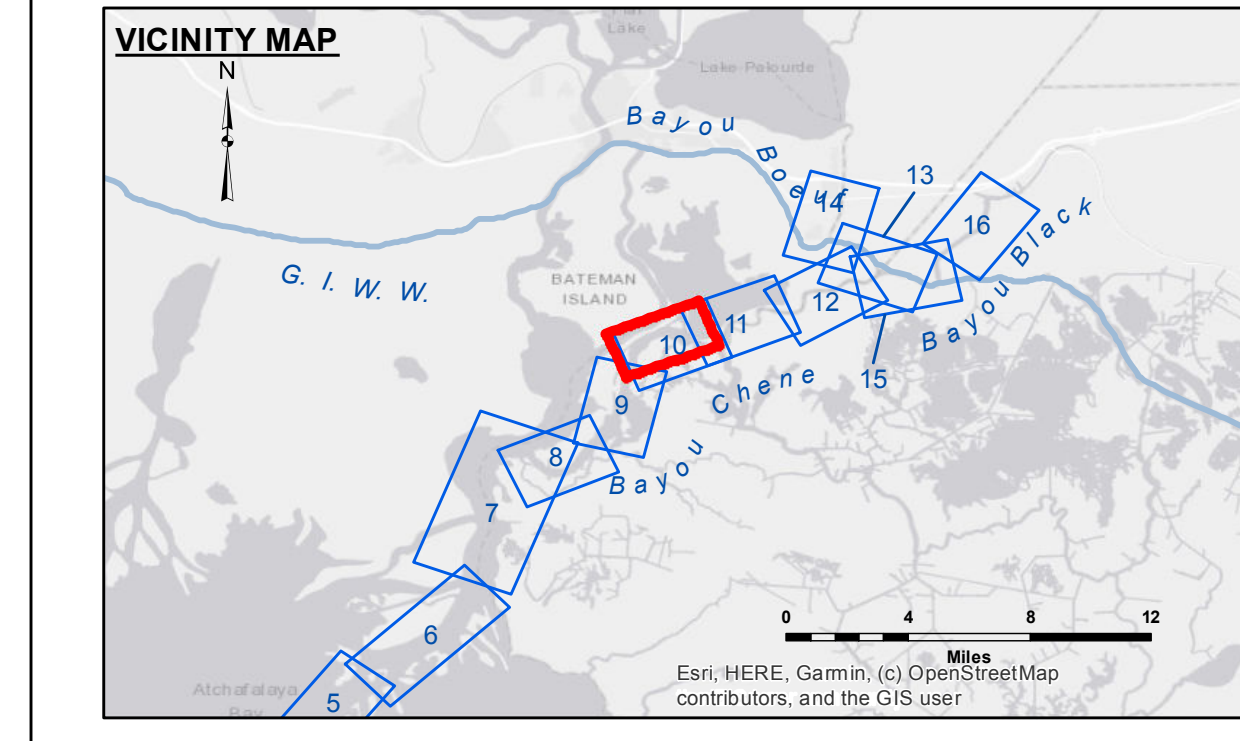 VICINITY MAP
N
Flat
Lake
Lake Palourde
Bayou
Boeuf
13
14
16
Bayou Black
G. I. W. W.
BATEMAN
ISLAND
12
11
10
15
Bayou Chene
9
8
7
6
5
Atchafalaya
Bay
0 4 8 12
Miles
Esri, HERE, Garmin, (c) OpenStreetMap
contributors, and the GIS user